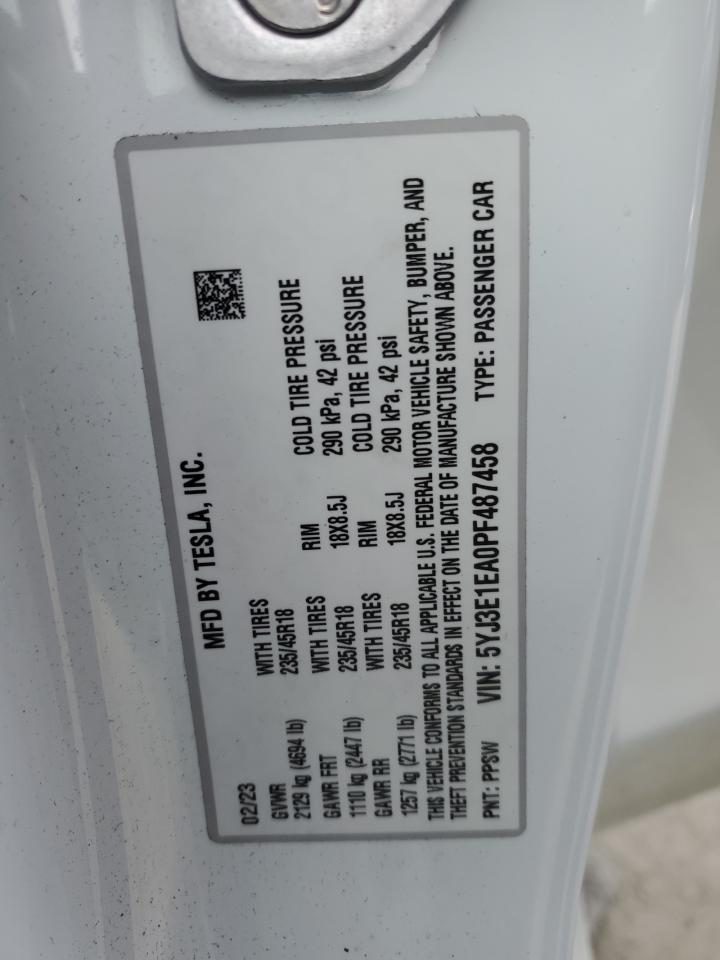 MFD BY TESLA, INC.
02/23
GVWR WITH TIRES RIM COLD TIRE PRESSURE
2129 kg (4694 lb) 235/45R18 18X8.5J 290 kPa, 42 psi
GAWR FRT WITH TIRES RIM COLD TIRE PRESSURE
1110 kg (2447 lb) 235/45R18 18X8.5J 290 kPa, 42 psi
GAWR RR WITH TIRES
1257 kg (2771 lb) 235/45R18
THIS VEHICLE CONFORMS TO ALL APPLICABLE U.S. FEDERAL MOTOR VEHICLE SAFETY, BUMPER, AND
THEFT PREVENTION STANDARDS IN EFFECT ON THE DATE OF MANUFACTURE SHOWN ABOVE.
PNT: PPSW VIN: 5YJ3E1EA0PF487458 TYPE: PASSENGER CAR